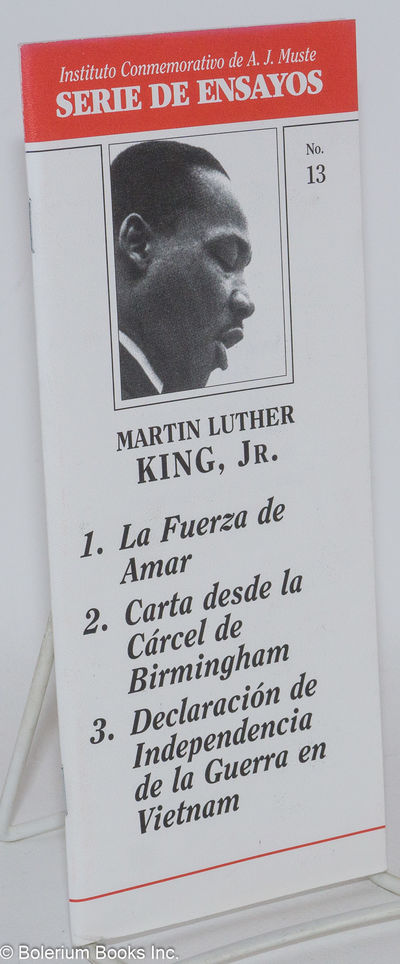 Instituto Conmemorativo de A. J. Muste
SERIE DE ENSAYOS
No.
13
MARTIN LUTHER
KING, JR.
1. La Fuerza de
Amar
2. Carta desde la
Cárcel de
Birmingham
3. Declaración de
Independencia
de la Guerra en
Vietnam
© Bolerium Books Inc.